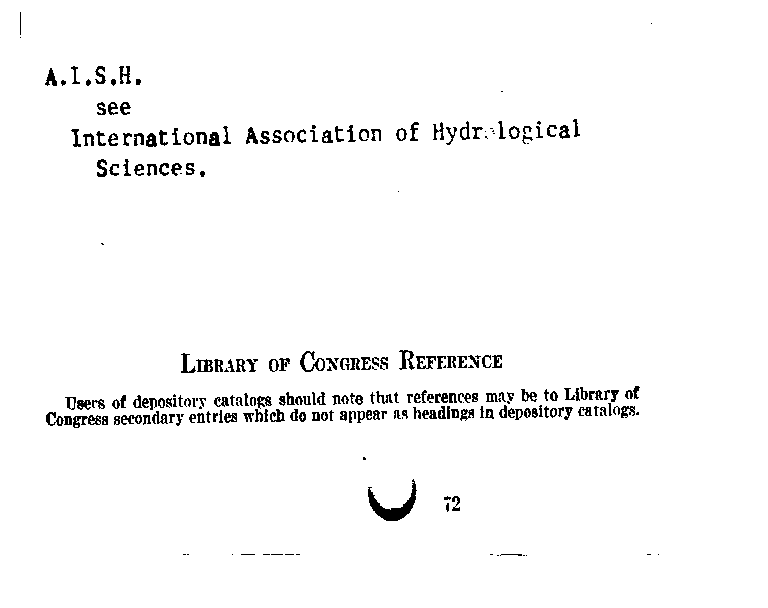 A.I.S.H.
see
International Association of Hydrological
Sciences.
LIBRARY OF CONGRESS REFERENCE
Users of depository catalogs should note that references may be to Library of
Congress secondary entries which do not appear as headings in depository catalogs.
72